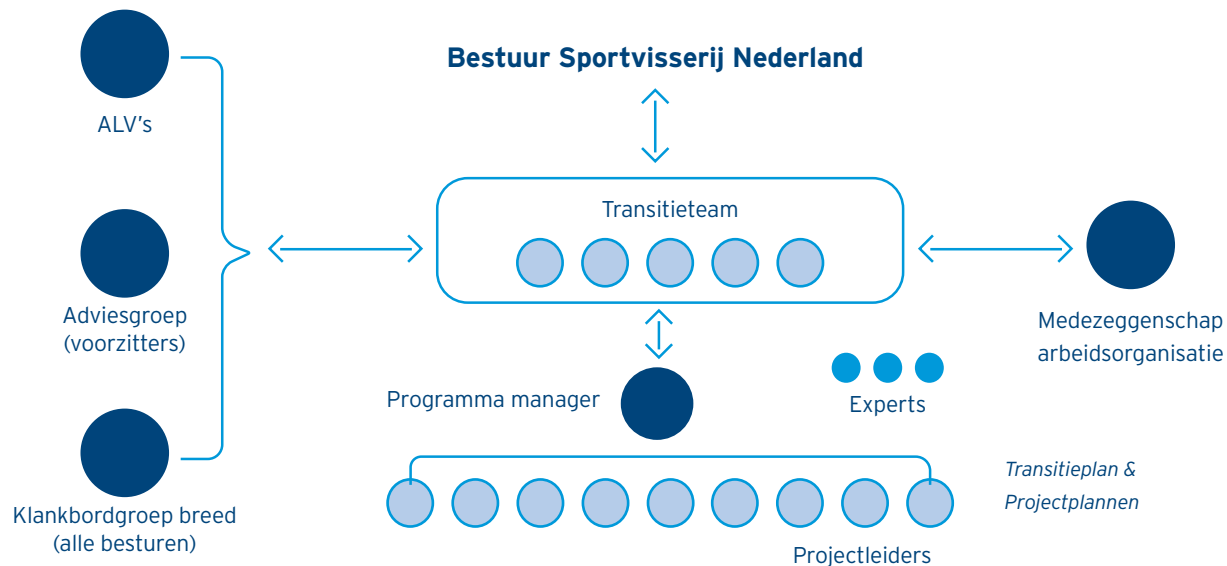 Bestuur Sportvisserij Nederland
ALV's
Transitieteam
Adviesgroep
(voorzitters)
Medezeggenschap
arbeidsorganisatie
Programma manager
Experts
Klankbordgroep breed
(alle besturen)
Transitieplan &
Projectplannen
Projectleiders